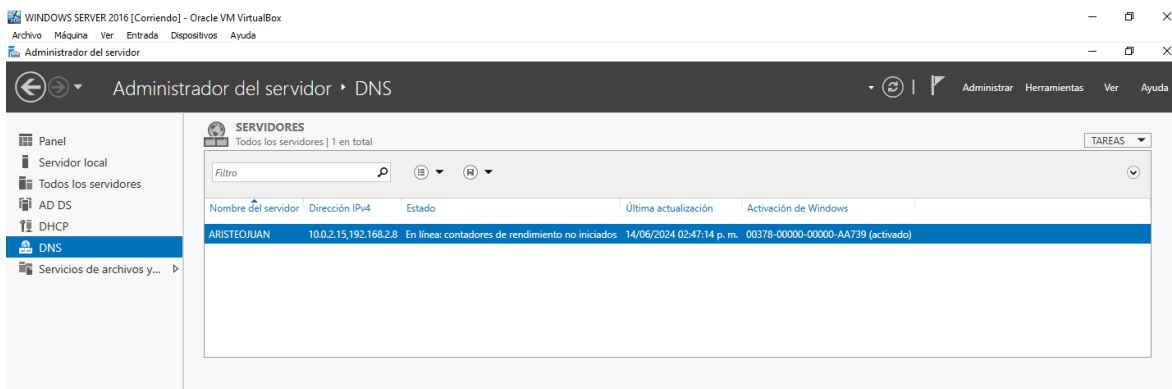 WINDOWS SERVER 2016 [Corriendo] - Oracle VM VirtualBox
Archivo Máquina Ver Entrada Dispositivos Ayuda
Administrador del servidor
Administrador del servidor ‣ DNS
Administrar Herramientas Ver Ayuda
Panel
Servidor local
Todos los servidores
AD DS
DHCP
DNS
Servicios de archivos y...
SERVIDORES
Todos los servidores | 1 en total
TAREAS
Filtro
Nombre del servidor Dirección IPv4 Estado Última actualización Activación de Windows
ARISTEOJUAN 10.0.2.15,192.168.2.8 En línea: contadores de rendimiento no iniciados 14/06/2024 02:47:14 p. m. 00378-00000-00000-AA739 (activado)